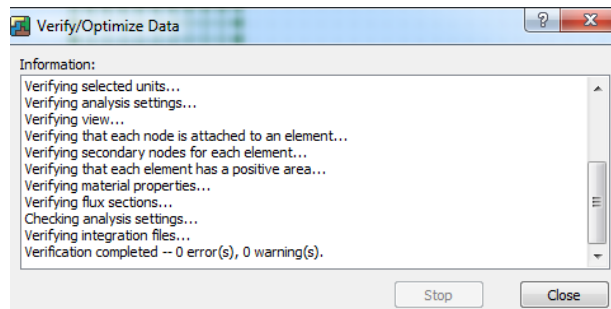 Verify/Optimize Data
Information:
Verifying selected units...
Verifying analysis settings...
Verifying view...
Verifying that each node is attached to an element...
Verifying secondary nodes for each element...
Verifying that each element has a positive area...
Verifying material properties...
Verifying flux sections...
Checking analysis settings...
Verifying integration files...
Verification completed -- 0 error(s), 0 warning(s).
Stop
Close